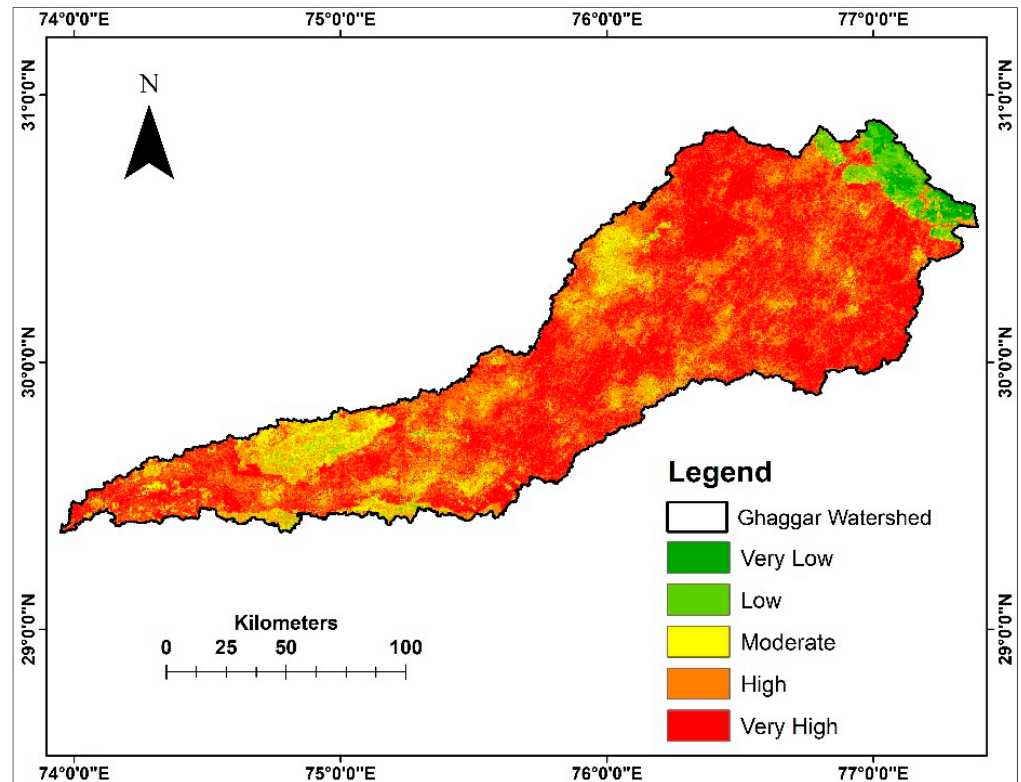 74°0'0"E 75°0'0"E 76°0'0"E 77°0'0"E
N
31°0'0"N 31°0'0"N
30°0'0"N 30°0'0"N
29°0'0"N 29°0'0"N
Legend
Ghaggar Watershed
Very Low
Low
Moderate
High
Very High
Kilometers
0 25 50 100
74°0'0"E 75°0'0"E 76°0'0"E 77°0'0"E